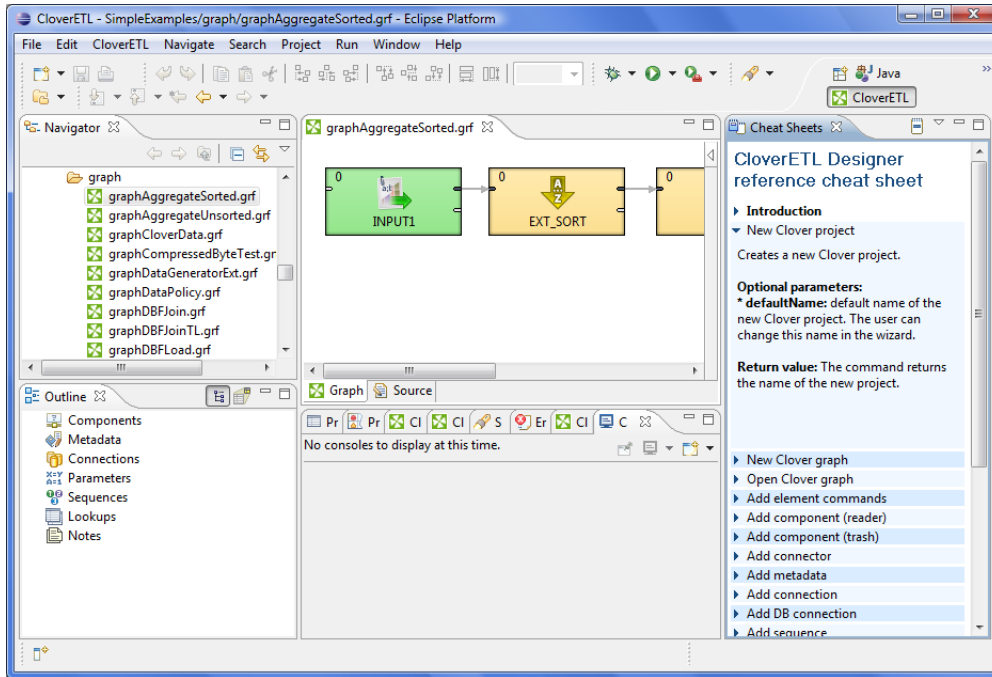 CloverETL - SimpleExamples/graph/graphAggregateSorted.grf - Eclipse Platform
File Edit CloverETL Navigate Search Project Run Window Help
Java
CloverETL
Navigator
graph
graphAggregateSorted.grf
graphAggregateUnsorted.grf
graphCloverData.grf
graphCompressedByteTest.gr
graphDataGeneratorExt.grf
graphDataPolicy.grf
graphDBFJoin.grf
graphDBFJoinTL.grf
graphDBFLoad.grf
Outline
Components
Metadata
Connections
Parameters
Sequences
Lookups
Notes
graphAggregateSorted.grf
0 0 0
INPUT1 EXT_SORT
Graph Source
Pr Pr Cl Cl S Er Cl C
No consoles to display at this time.
Cheat Sheets
CloverETL Designer
reference cheat sheet
Introduction
New Clover project
Creates a new Clover project.
Optional parameters:
* defaultName: default name of the
new Clover project. The user can
change this name in the wizard.
Return value: The command returns
the name of the new project.
New Clover graph
Open Clover graph
Add element commands
Add component (reader)
Add component (trash)
Add connector
Add metadata
Add connection
Add DB connection
Add sequence